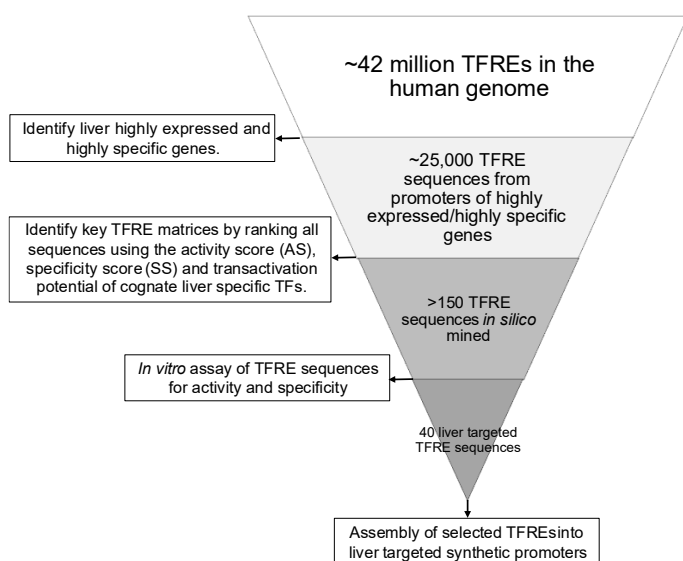 ~42 million TFREs in the
human genome
Identify liver highly expressed and
highly specific genes.
~25,000 TFRE
sequences from
promoters of highly
expressed/highly specific
genes
Identify key TFRE matrices by ranking all
sequences using the activity score (AS),
specificity score (SS) and transactivation
potential of cognate liver specific TFs.
>150 TFRE
sequences in silico
mined
In vitro assay of TFRE sequences
for activity and specificity
40 liver targeted
TFRE sequences
Assembly of selected TFREsinto
liver targeted synthetic promoters